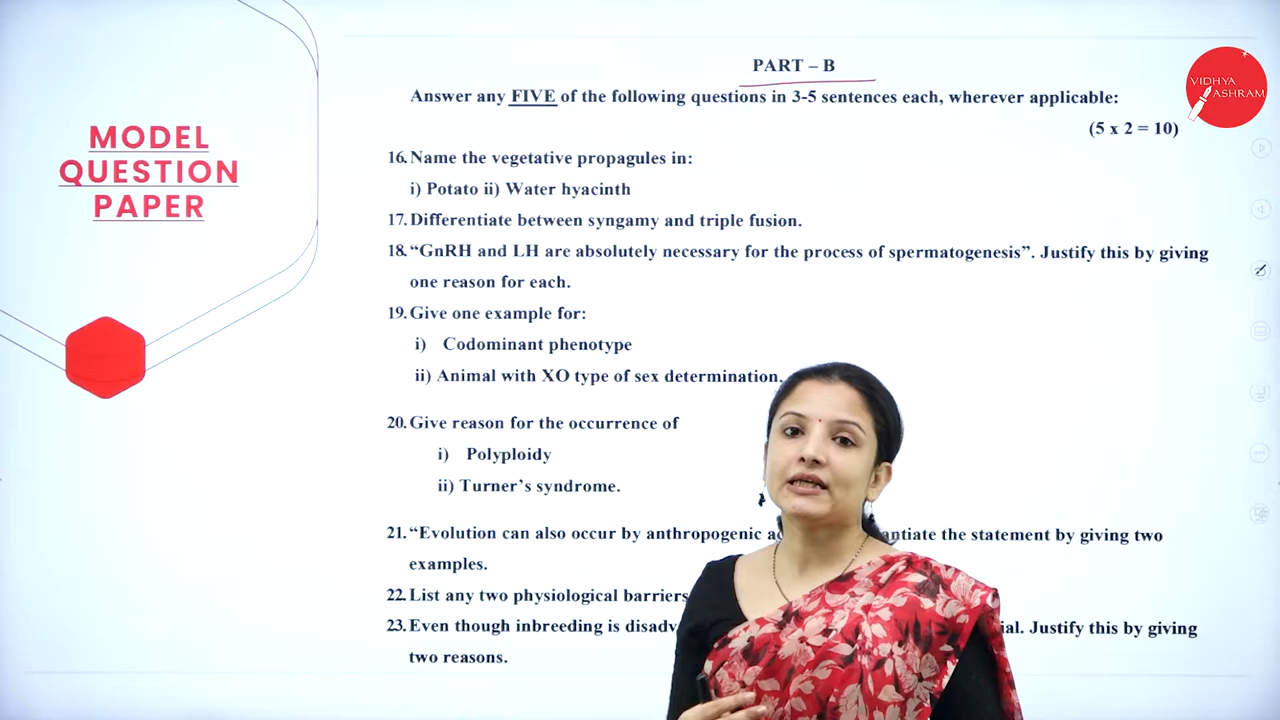 MODEL
QUESTION
PAPER
PART – B
VIDHYA
ASHRAM
Answer any FIVE of the following questions in 3-5 sentences each, wherever applicable:
(5 x 2 = 10)
16. Name the vegetative propagules in:
i) Potato ii) Water hyacinth
17. Differentiate between syngamy and triple fusion.
18. “GnRH and LH are absolutely necessary for the process of spermatogenesis”. Justify this by giving
one reason for each.
19. Give one example for:
i) Codominant phenotype
ii) Animal with XO type of sex determination.
20. Give reason for the occurrence of
i) Polyploidy
ii) Turner’s syndrome.
21. “Evolution can also occur by anthropogenic the statement by giving two
examples.
22. List any two physiological barriers
23. Even though inbreeding is Justify this by giving
two reasons.